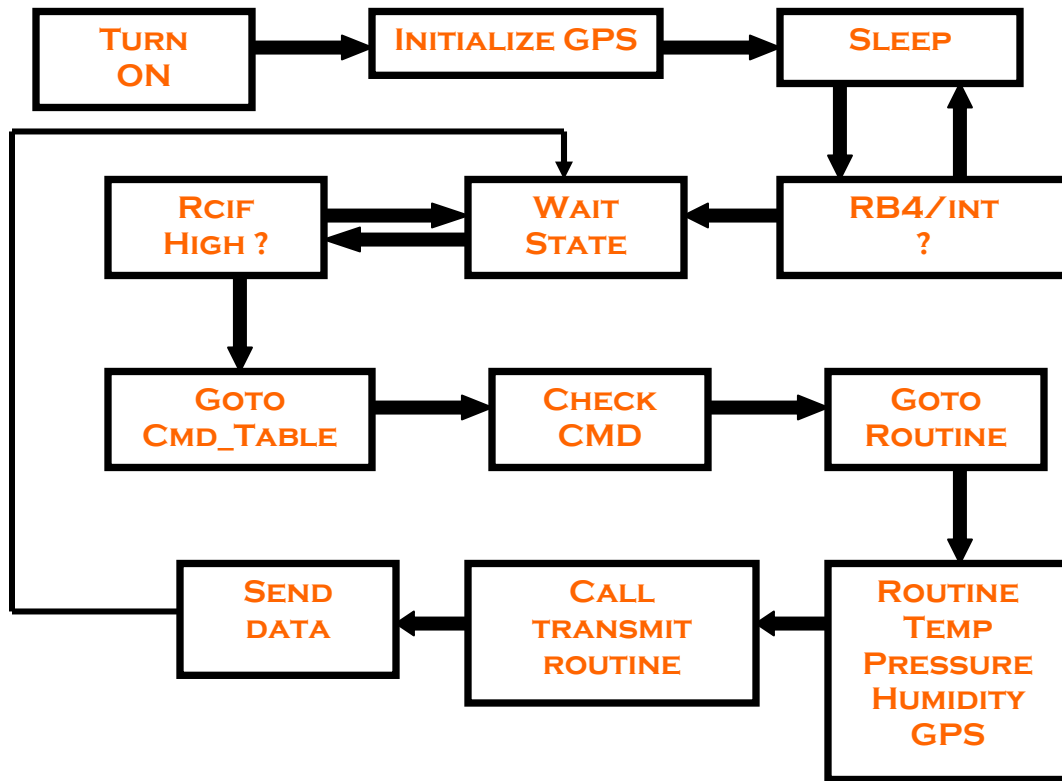 Turn
ON
Initialize GPS
Sleep
Rcif
High ?
Wait
State
RB4/int
?
Goto
Cmd_Table
Check
CMD
Goto
Routine
Send
data
Call
transmit
routine
Routine
Temp
Pressure
Humidity
GPS